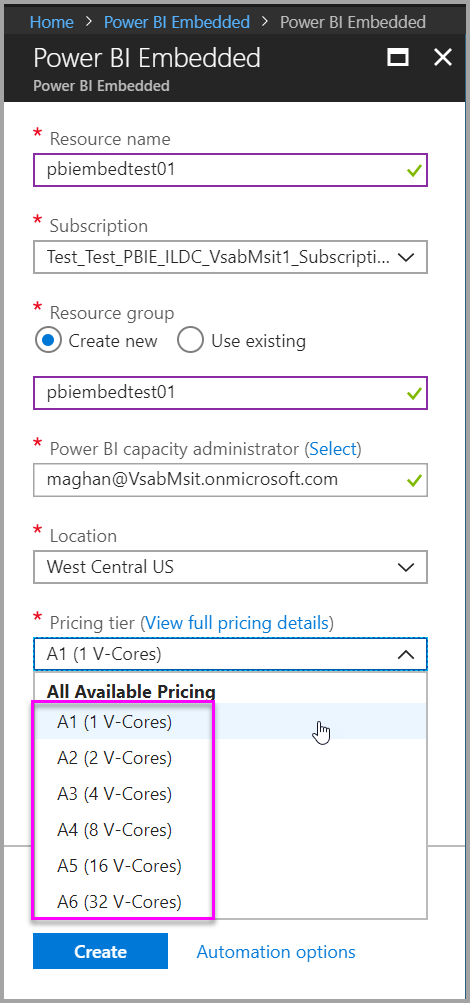 Home > Power BI Embedded > Power BI Embedded
Power BI Embedded
Power BI Embedded
* Resource name
pbiembedtest01
* Subscription
Test_Test_PBIE_ILDC_VsabMsit1_Subscripti...
* Resource group
Create new Use existing
pbiembedtest01
* Power BI capacity administrator (Select)
maghan@VsabMsit.onmicrosoft.com
* Location
West Central US
* Pricing tier (View full pricing details)
A1 (1 V-Cores)
All Available Pricing
A1 (1 V-Cores)
A2 (2 V-Cores)
A3 (4 V-Cores)
A4 (8 V-Cores)
A5 (16 V-Cores)
A6 (32 V-Cores)
Create Automation options